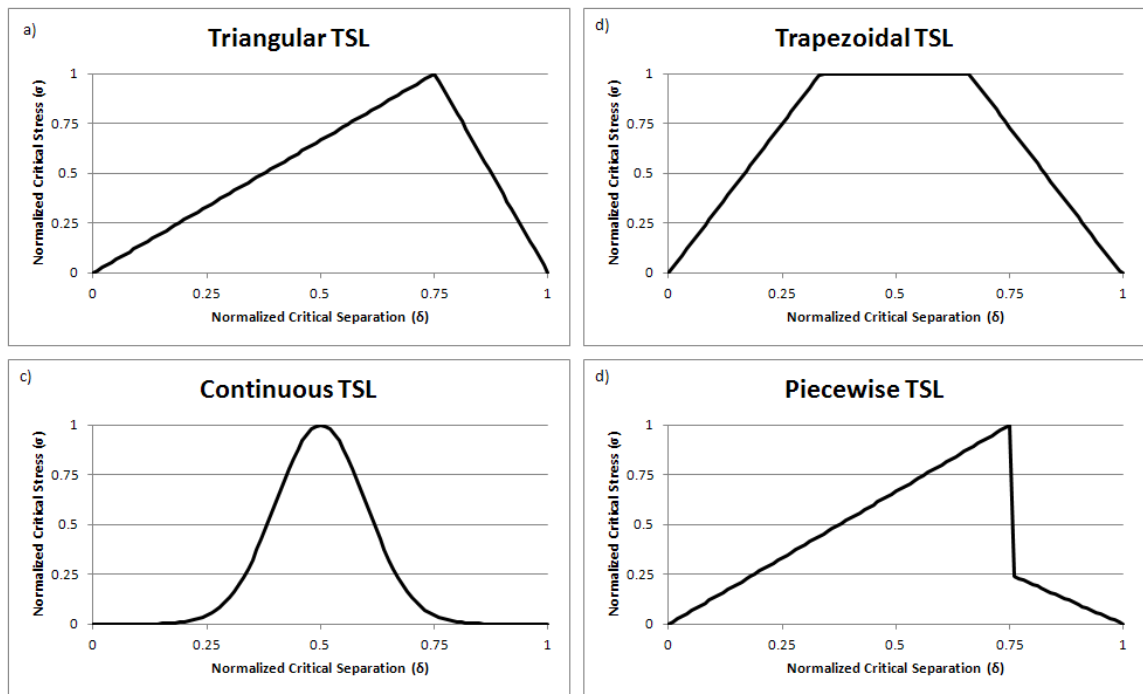 a)
Triangular TSL
Normalized Critical Stress (σ)
1
0.75
0.5
0.25
0
0 0.25 0.5 0.75 1
Normalized Critical Separation (δ)
d)
Trapezoidal TSL
Normalized Critical Stress (σ)
1
0.75
0.5
0.25
0
0 0.25 0.5 0.75 1
Normalized Critical Separation (δ)
c)
Continuous TSL
Normalized Critical Stress (σ)
1
0.75
0.5
0.25
0
0 0.25 0.5 0.75 1
Normalized Critical Separation (δ)
d)
Piecewise TSL
Normalized Critical Stress (σ)
1
0.75
0.5
0.25
0
0 0.25 0.5 0.75 1
Normalized Critical Separation (δ)